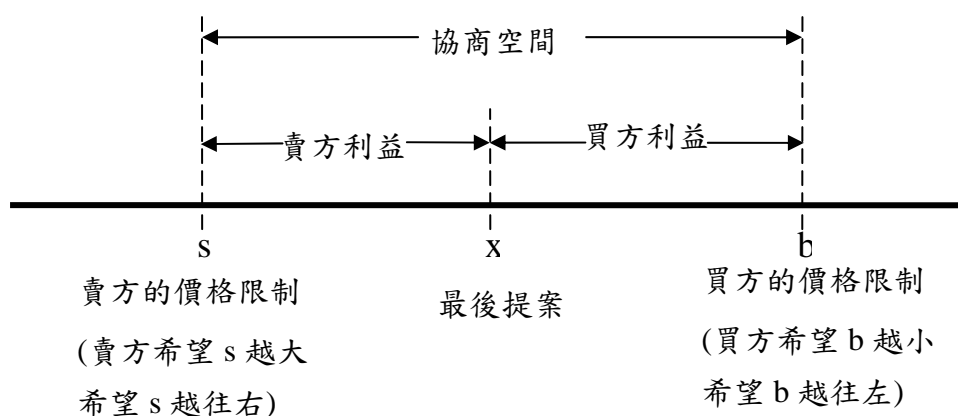 協商空間
賣方利益
買方利益
s
x
b
賣方的價格限制
(賣方希望 s 越大
希望 s 越往右)
最後提案
買方的價格限制
(買方希望 b 越小
希望 b 越往左)